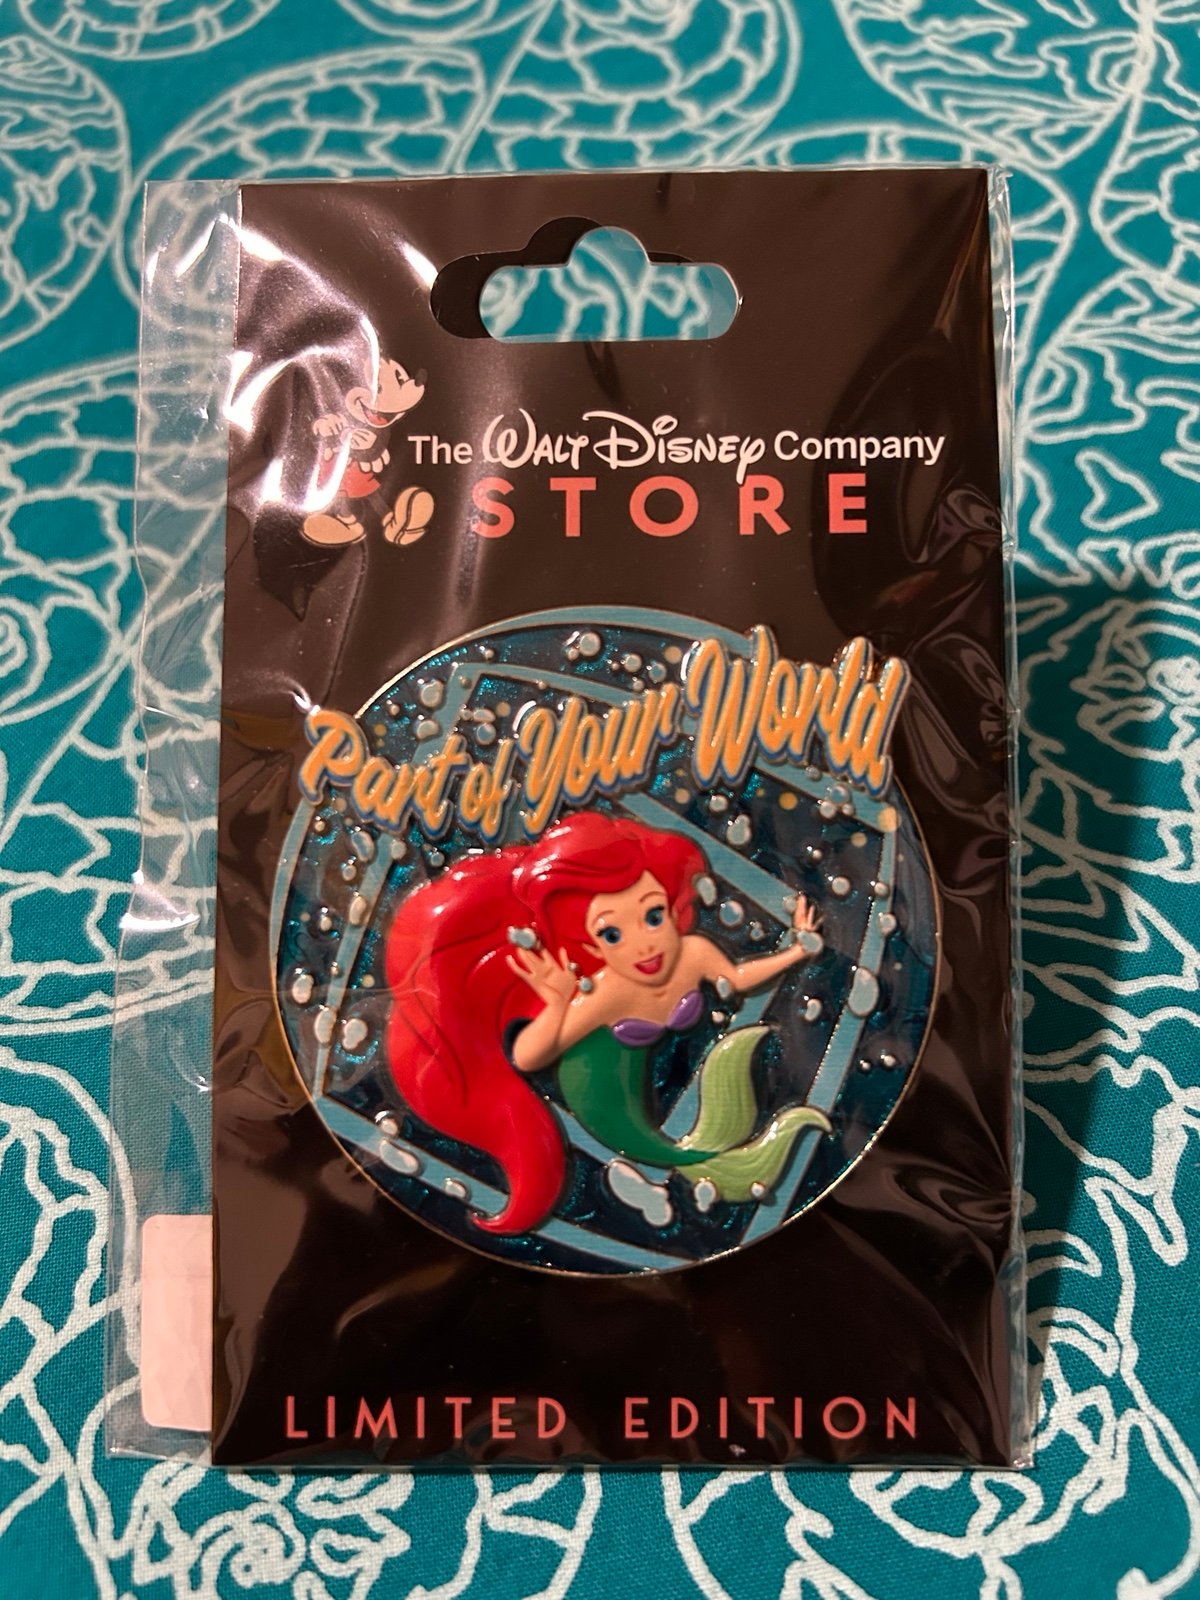 The Walt Disney Company
STORE
Part of Your World
LIMITED EDITION